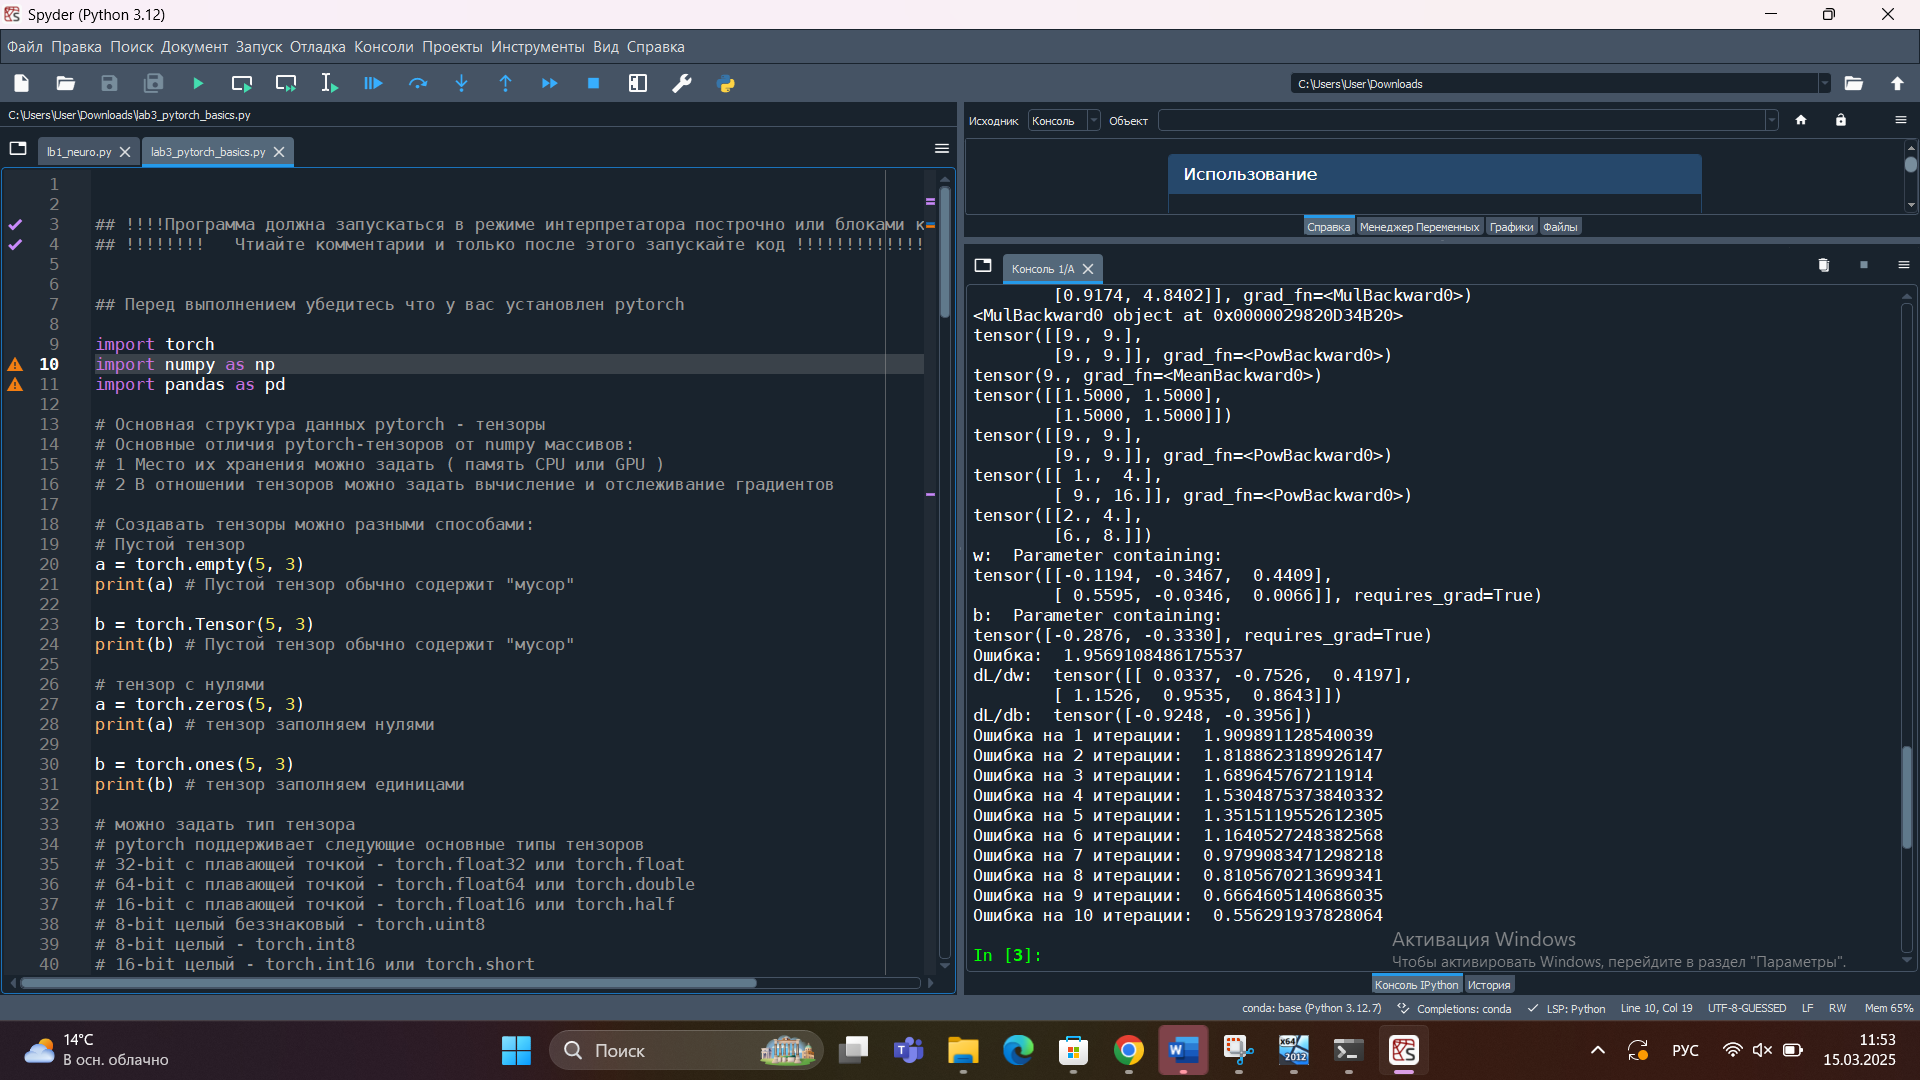 Spyder (Python 3.12)
Файл Правка Поиск Документ Запуск Отладка Консоли Проекты Инструменты Вид Справка
C:\Users\User\Downloads
C:\Users\User\Downloads\lab3_pytorch_basics.py
lb1_neuro.py
lab3_pytorch_basics.py
1
2
3 ## !!!!Программа должна запускаться в режиме интерпретатора построчно или блоками к
4 ## !!!!!!!! Чтиайте комментарии и только после этого запускайте код !!!!!!!!!!!!!
5
6
7 ## Перед выполнением убедитесь что у вас установлен pytorch
8
9 import torch
10 import numpy as np
11 import pandas as pd
12
13 # Основная структура данных pytorch - тензоры
14 # Основные отличия pytorch-тензоров от numpy массивов:
15 # 1 Место их хранения можно задать ( память CPU или GPU )
16 # 2 В отношении тензоров можно задать вычисление и отслеживание градиентов
17
18 # Создавать тензоры можно разными способами:
19 # Пустой тензор
20 a = torch.empty(5, 3)
21 print(a) # Пустой тензор обычно содержит "мусор"
22
23 b = torch.Tensor(5, 3)
24 print(b) # Пустой тензор обычно содержит "мусор"
25
26 # тензор с нулями
27 a = torch.zeros(5, 3)
28 print(a) # тензор заполняем нулями
29
30 b = torch.ones(5, 3)
31 print(b) # тензор заполняем единицами
32
33 # можно задать тип тензора
34 # pytorch поддерживает следующие основные типы тензоров
35 # 32-bit с плавающей точкой - torch.float32 или torch.float
36 # 64-bit с плавающей точкой - torch.float64 или torch.double
37 # 16-bit с плавающей точкой - torch.float16 или torch.half
38 # 8-bit целый беззнаковый - torch.uint8
39 # 8-bit целый - torch.int8
40 # 16-bit целый - torch.int16 или torch.short
Исходник Консоль Объект
Использование
Справка Менеджер Переменных Графики Файлы
Консоль 1/A
[0.9174, 4.8402]], grad_fn=<MulBackward0>)
<MulBackward0 object at 0x0000029820D34B20>
tensor([[9., 9.],
[9., 9.]], grad_fn=<PowBackward0>)
tensor(9., grad_fn=<MeanBackward0>)
tensor([[1.5000, 1.5000],
[1.5000, 1.5000]])
tensor([[9., 9.],
[9., 9.]], grad_fn=<PowBackward0>)
tensor([[ 1., 4.],
[ 9., 16.]], grad_fn=<PowBackward0>)
tensor([[2., 4.],
[6., 8.]])
w: Parameter containing:
tensor([[-0.1194, -0.3467, 0.4409],
[ 0.5595, -0.0346, 0.0066]], requires_grad=True)
b: Parameter containing:
tensor([-0.2876, -0.3330], requires_grad=True)
Ошибка: 1.9569108486175537
dL/dw: tensor([[ 0.0337, -0.7526, 0.4197],
[ 1.1526, 0.9535, 0.8643]])
dL/db: tensor([-0.9248, -0.3956])
Ошибка на 1 итерации: 1.909891128540039
Ошибка на 2 итерации: 1.8188623189926147
Ошибка на 3 итерации: 1.689645767211914
Ошибка на 4 итерации: 1.5304875373840332
Ошибка на 5 итерации: 1.3515119552612305
Ошибка на 6 итерации: 1.1640527248382568
Ошибка на 7 итерации: 0.9799083471298218
Ошибка на 8 итерации: 0.8105670213699341
Ошибка на 9 итерации: 0.6664605140686035
Ошибка на 10 итерации: 0.556291937828064
In [3]:
Активация Windows
Чтобы активировать Windows, перейдите в раздел "Параметры".
Консоль IPython История
conda: base (Python 3.12.7) Completions: conda LSP: Python Line 10, Col 19 UTF-8-GUESSED LF RW Mem 65%
14°C
В осн. облачно
Поиск
x64
2012
РУС
11:53
15.03.2025